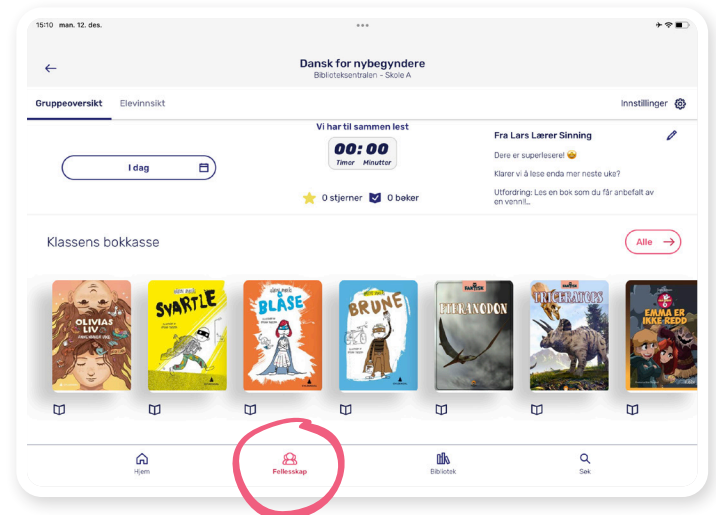 15:10 man. 12. des.
Dansk for nybegyndere
Biblioteksentralen - Skole A
Gruppeoversikt Elevinnsikt
Innstillinger
Vi har til sammen lest
00:00
Timer Minutter
I dag
0 stjerner 0 bøker
Fra Lars Lærer Sinning
Dere er superlesere!
Klarer vi å lese enda mer neste uke?
Utfordring: Les en bok som du får anbefalt av
en venn!!...
Klassens bokkasse
Alle
OLIVIAS
LIV
SVARTLE
BLÅSE
BRUNE
FANTASTISK
PTERANODON
FANTASTISK
TRICERATOPS
EMMA ER
IKKE REDD
Hjem
Fellesskap
Bibliotek
Søk